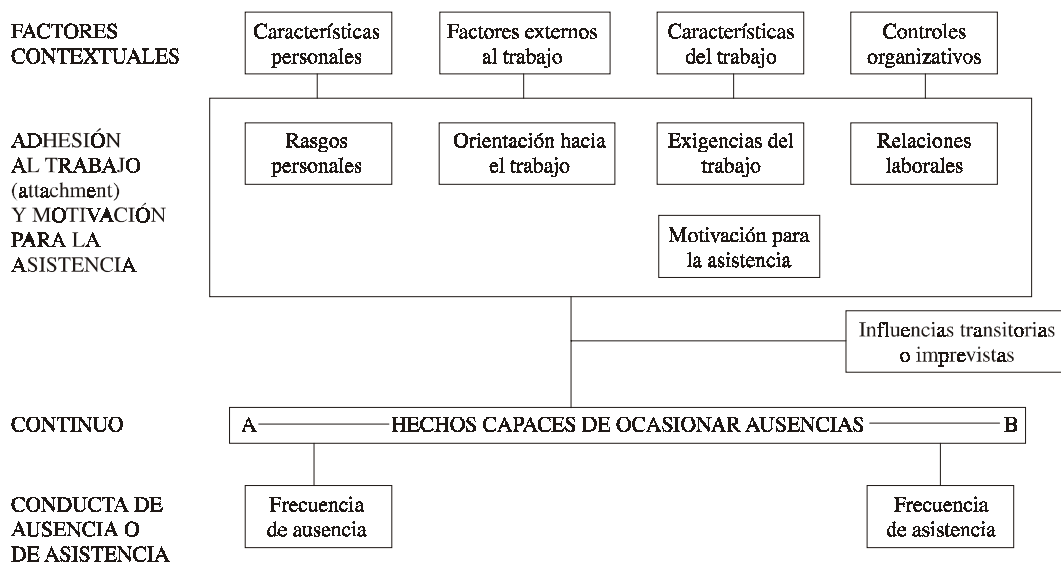 FACTORES
CONTEXTUALES
Características
personales
Factores externos
al trabajo
Características
del trabajo
Controles
organizativos
ADHESIÓN
AL TRABAJO
(attachment)
Y MOTIVACIÓN
PARA LA
ASISTENCIA
Rasgos
personales
Orientación hacia
el trabajo
Exigencias del
trabajo
Relaciones
laborales
Motivación para
la asistencia
Influencias transitorias
o imprevistas
CONTINUO
A HECHOS CAPACES DE OCASIONAR AUSENCIAS B
CONDUCTA DE
AUSENCIA O
DE ASISTENCIA
Frecuencia
de ausencia
Frecuencia
de asistencia